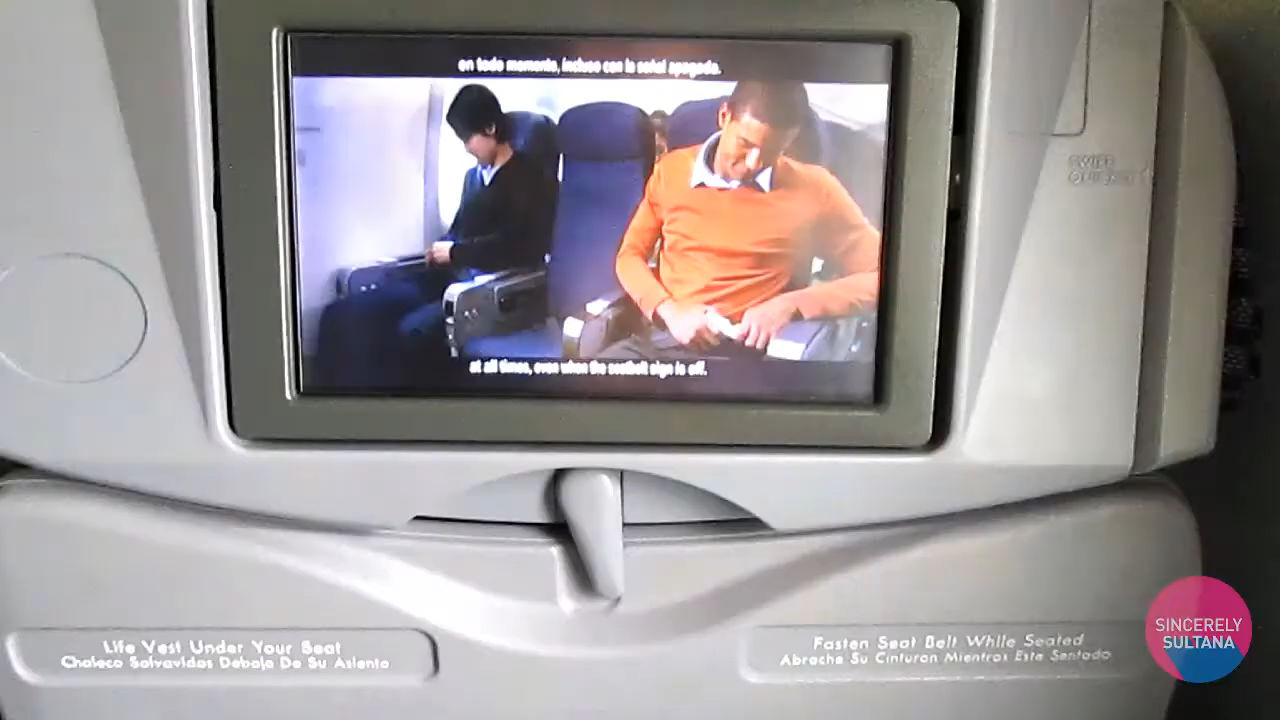 en todo momento, incluso con la señal apagada.
at all times, even when the seatbelt sign is off.
Life Vest Under Your Seat
Chaleco Salvavidas Debajo De Su Asiento
Fasten Seat Belt While Seated
Abroche Su Cinturon Mientras Este Sentado
SINCERELY
SULTANA